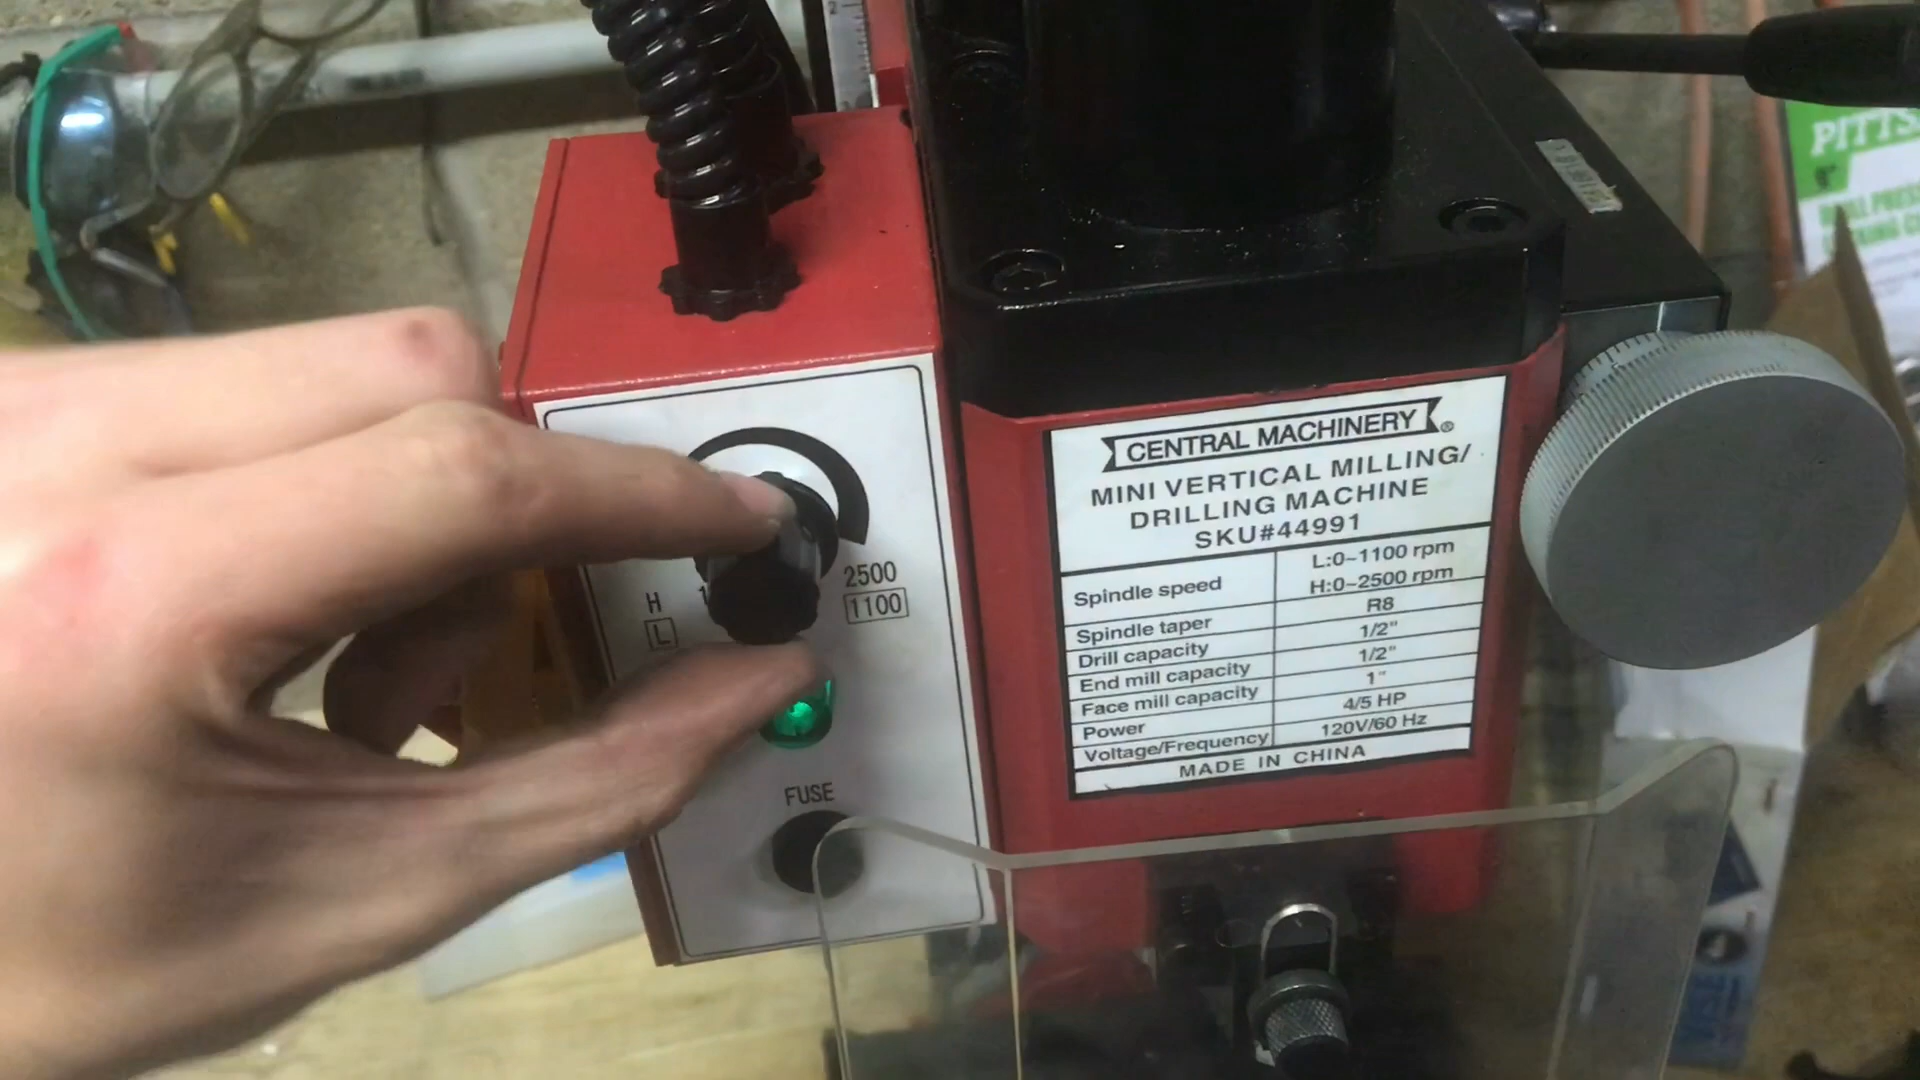 PITTS
H
L
2500
1100
FUSE
CENTRAL MACHINERY®
MINI VERTICAL MILLING/
DRILLING MACHINE
SKU#44991
Spindle speed L:0~1100 rpm
H:0~2500 rpm
Spindle taper R8
Drill capacity 1/2"
End mill capacity 1/2"
Face mill capacity 1"
Power 4/5 HP
Voltage/Frequency 120V/60 Hz
MADE IN CHINA